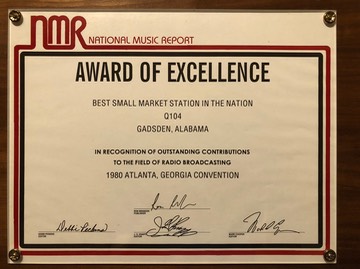 NMR NATIONAL MUSIC REPORT
AWARD OF EXCELLENCE
BEST SMALL MARKET STATION IN THE NATION
Q104
GADSDEN, ALABAMA
IN RECOGNITION OF OUTSTANDING CONTRIBUTIONS
TO THE FIELD OF RADIO BROADCASTING
1980 ATLANTA, GEORGIA CONVENTION